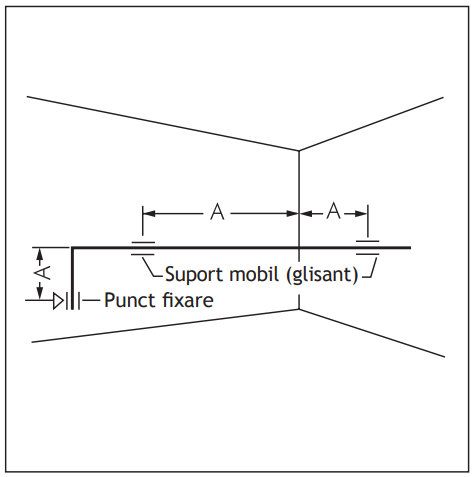 A A
Suport mobil (glisant)
A
Punct fixare